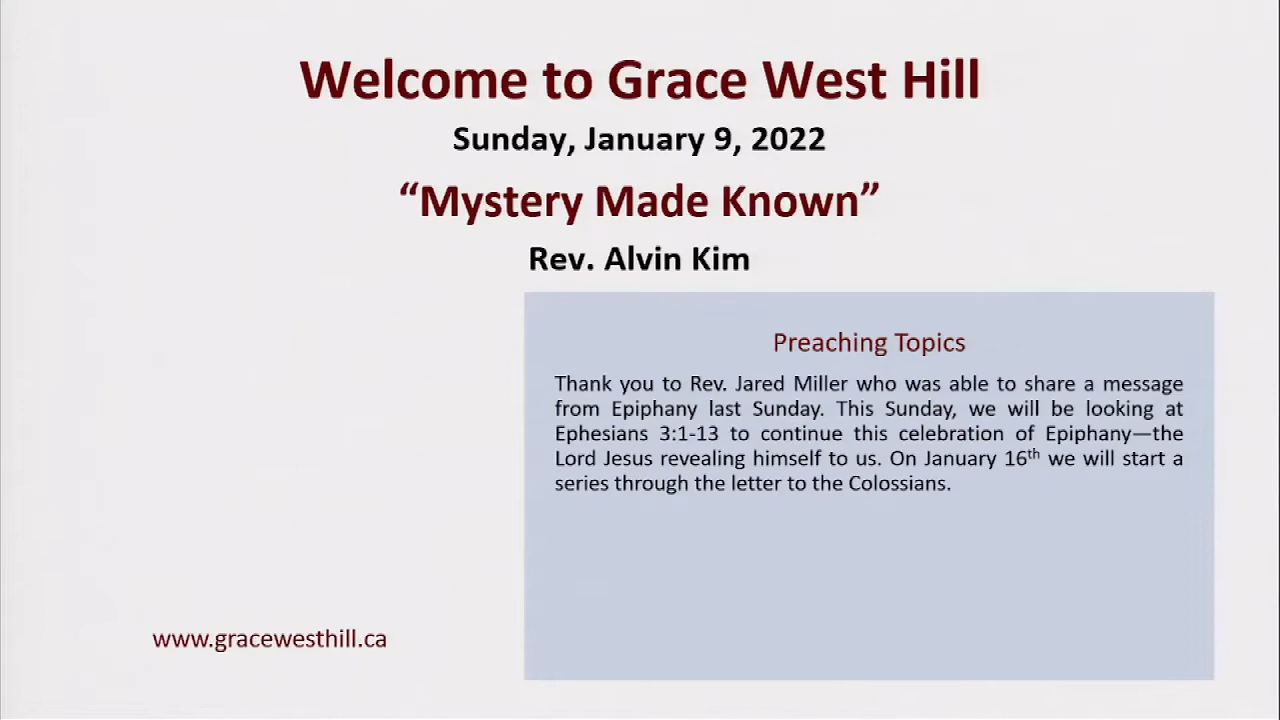 Welcome to Grace West Hill
Sunday, January 9, 2022
“Mystery Made Known”
Rev. Alvin Kim
Preaching Topics
Thank you to Rev. Jared Miller who was able to share a message
from Epiphany last Sunday. This Sunday, we will be looking at
Ephesians 3:1-13 to continue this celebration of Epiphany—the
Lord Jesus revealing himself to us. On January 16th we will start a
series through the letter to the Colossians.
www.gracewesthill.ca